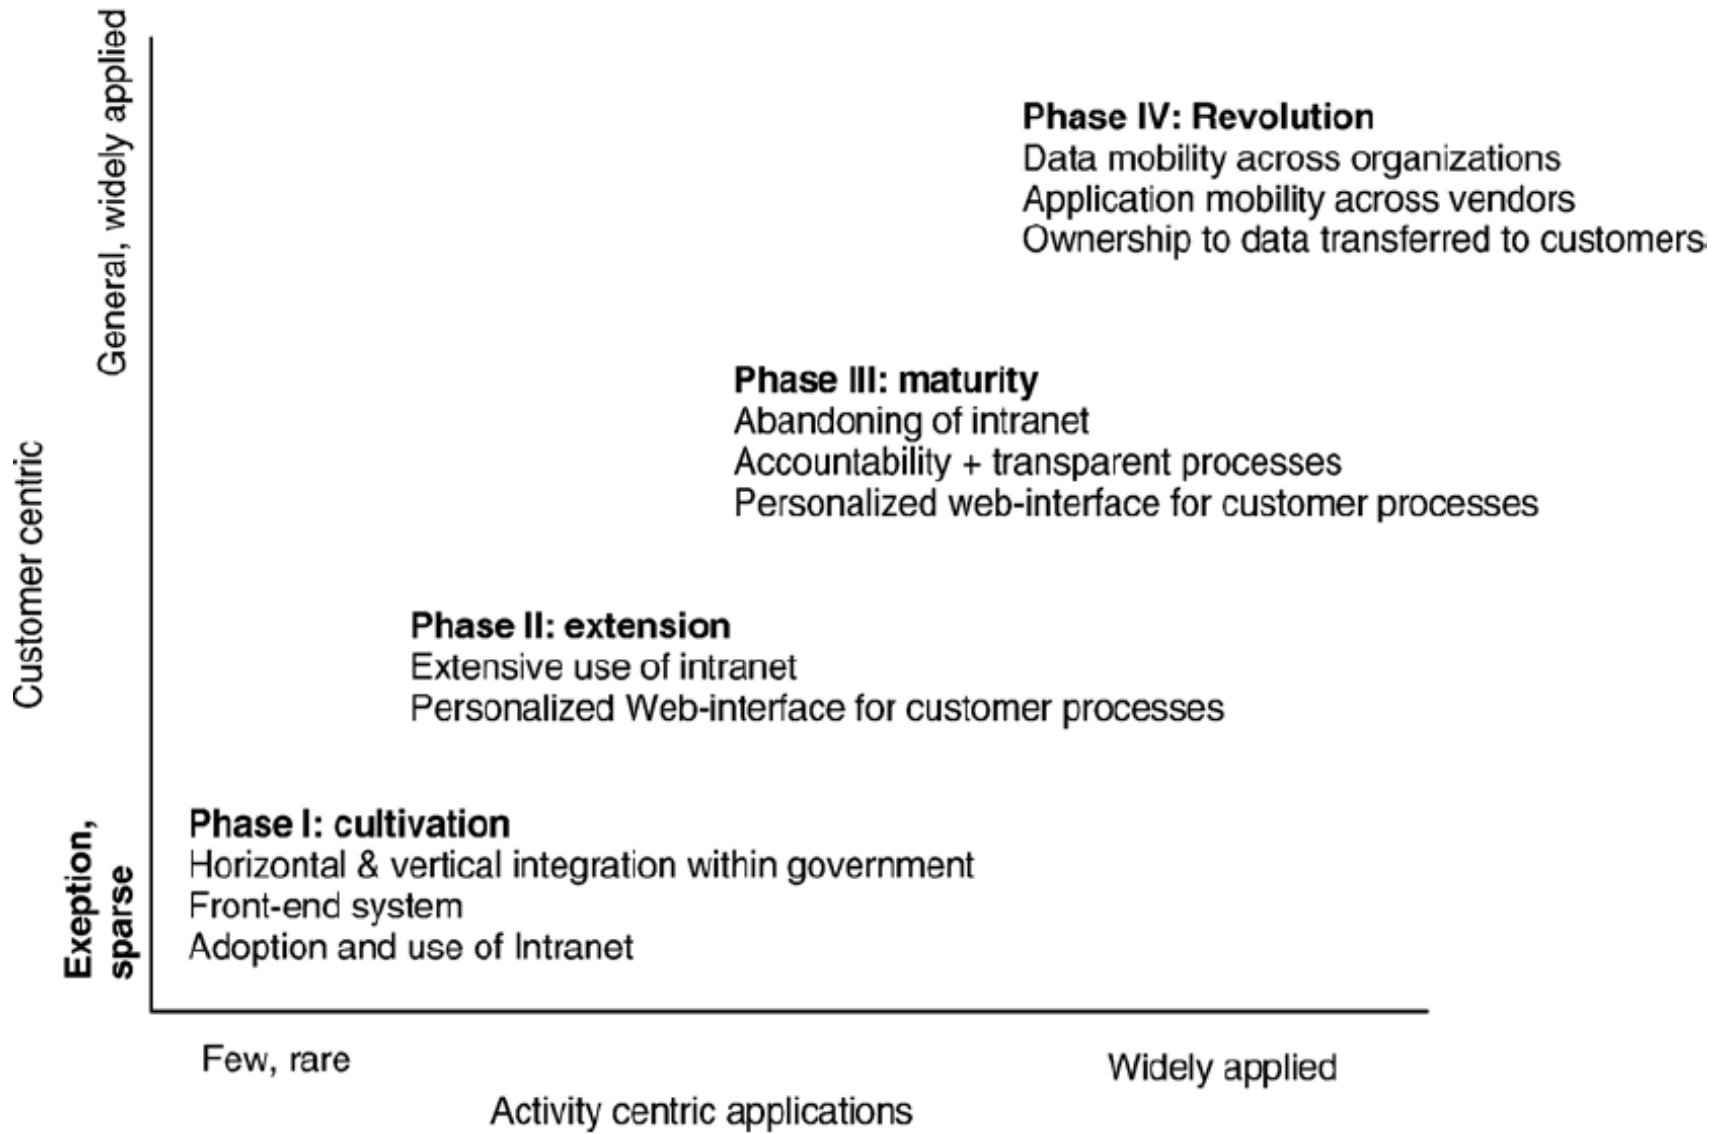 General, widely applied
Customer centric
Exeption,
sparse
Phase IV: Revolution
Data mobility across organizations
Application mobility across vendors
Ownership to data transferred to customers
Phase III: maturity
Abandoning of intranet
Accountability + transparent processes
Personalized web-interface for customer processes
Phase II: extension
Extensive use of intranet
Personalized Web-interface for customer processes
Phase I: cultivation
Horizontal & vertical integration within government
Front-end system
Adoption and use of Intranet
Few, rare
Widely applied
Activity centric applications